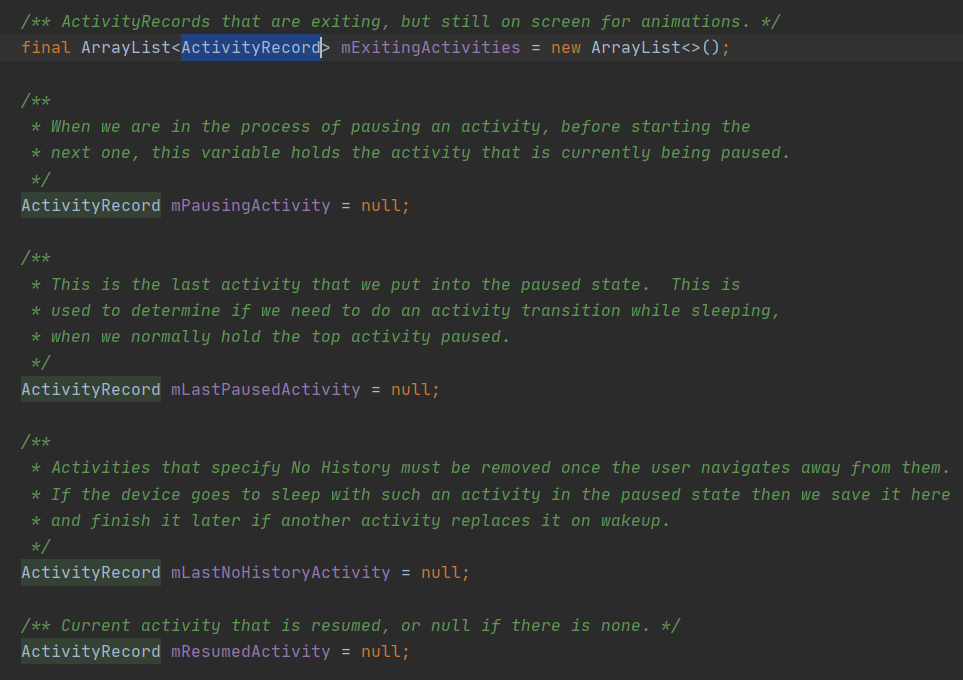 /** ActivityRecords that are exiting, but still on screen for animations. */
final ArrayList<ActivityRecord> mExitingActivities = new ArrayList<>();
/**
* When we are in the process of pausing an activity, before starting the
* next one, this variable holds the activity that is currently being paused.
*/
ActivityRecord mPausingActivity = null;
/**
* This is the last activity that we put into the paused state.  This is
* used to determine if we need to do an activity transition while sleeping,
* when we normally hold the top activity paused.
*/
ActivityRecord mLastPausedActivity = null;
/**
* Activities that specify No History must be removed once the user navigates away from them.
* If the device goes to sleep with such an activity in the paused state then we save it here
* and finish it later if another activity replaces it on wakeup.
*/
ActivityRecord mLastNoHistoryActivity = null;
/** Current activity that is resumed, or null if there is none. */
ActivityRecord mResumedActivity = null;